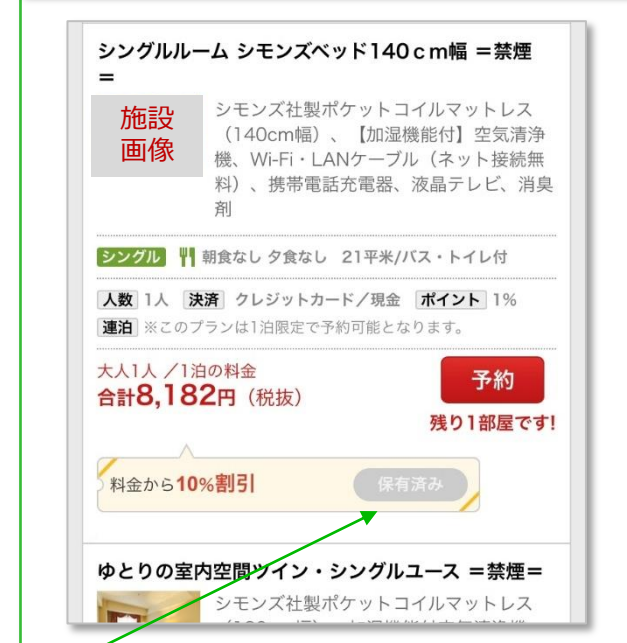 シングルルーム シモンズベッド140ｃｍ幅 ＝禁煙
＝
施設
画像
シモンズ社製ポケットコイルマットレス
（140cm幅）、【加湿機能付】空気清浄
機、Wi-Fi・LANケーブル（ネット接続無
料）、携帯電話充電器、液晶テレビ、消臭
剤
シングル 朝食なし 夕食なし 21平米/バス・トイレ付
人数 1人 決済 クレジットカード／現金 ポイント 1%
連泊 ※このプランは1泊限定で予約可能となります。
大人1人 ／1泊の料金
合計8,182円（税抜）
予約
残り1部屋です!
料金から10%割引
保有済み
ゆとりの室内空間ツイン・シングルユース ＝禁煙＝
シモンズ社製ポケットコイルマットレス